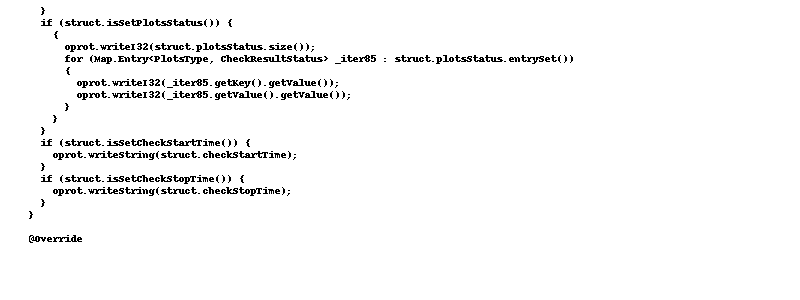 }
if (struct.isSetPlotsStatus()) {
{
oprot.writeI32(struct.plotsStatus.size());
for (Map.Entry<PlotsType, CheckResultStatus> _iter85 : struct.plotsStatus.entrySet())
{
oprot.writeI32(_iter85.getKey().getValue());
oprot.writeI32(_iter85.getValue().getValue());
}
}
}
if (struct.isSetCheckStartTime()) {
oprot.writeString(struct.checkStartTime);
}
if (struct.isSetCheckStopTime()) {
oprot.writeString(struct.checkStopTime);
}
}
@Override